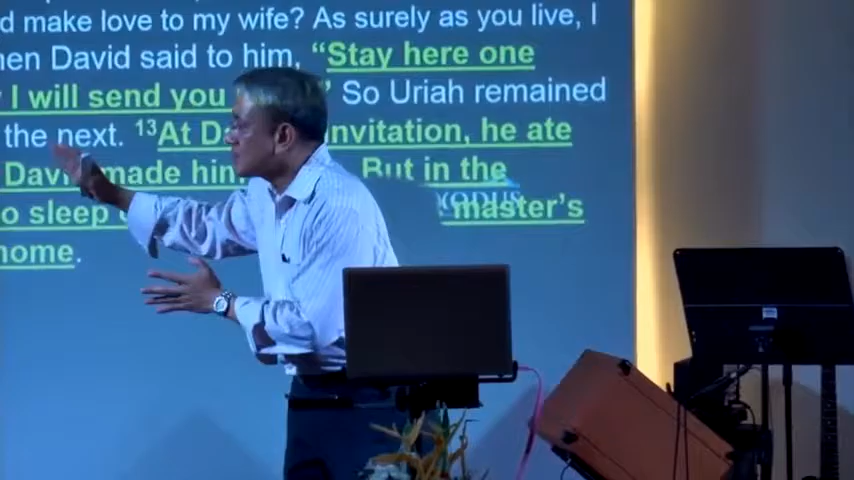 d make love to my wife? As surely as you live, I
hen David said to him, “Stay here one
I will send you ” So Uriah remained
the next. 13At D invitation, he ate
David made him But in the
o sleep master’s
home.
EXODUS